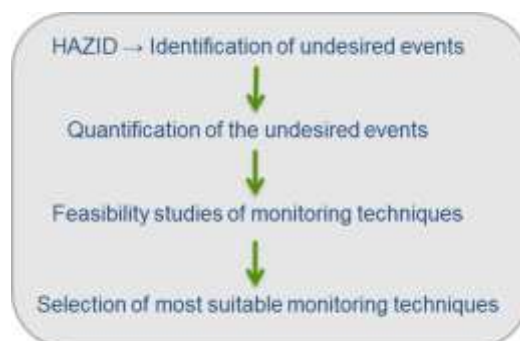 HAZID → Identification of undesired events
Quantification of the undesired events
Feasibility studies of monitoring techniques
Selection of most suitable monitoring techniques